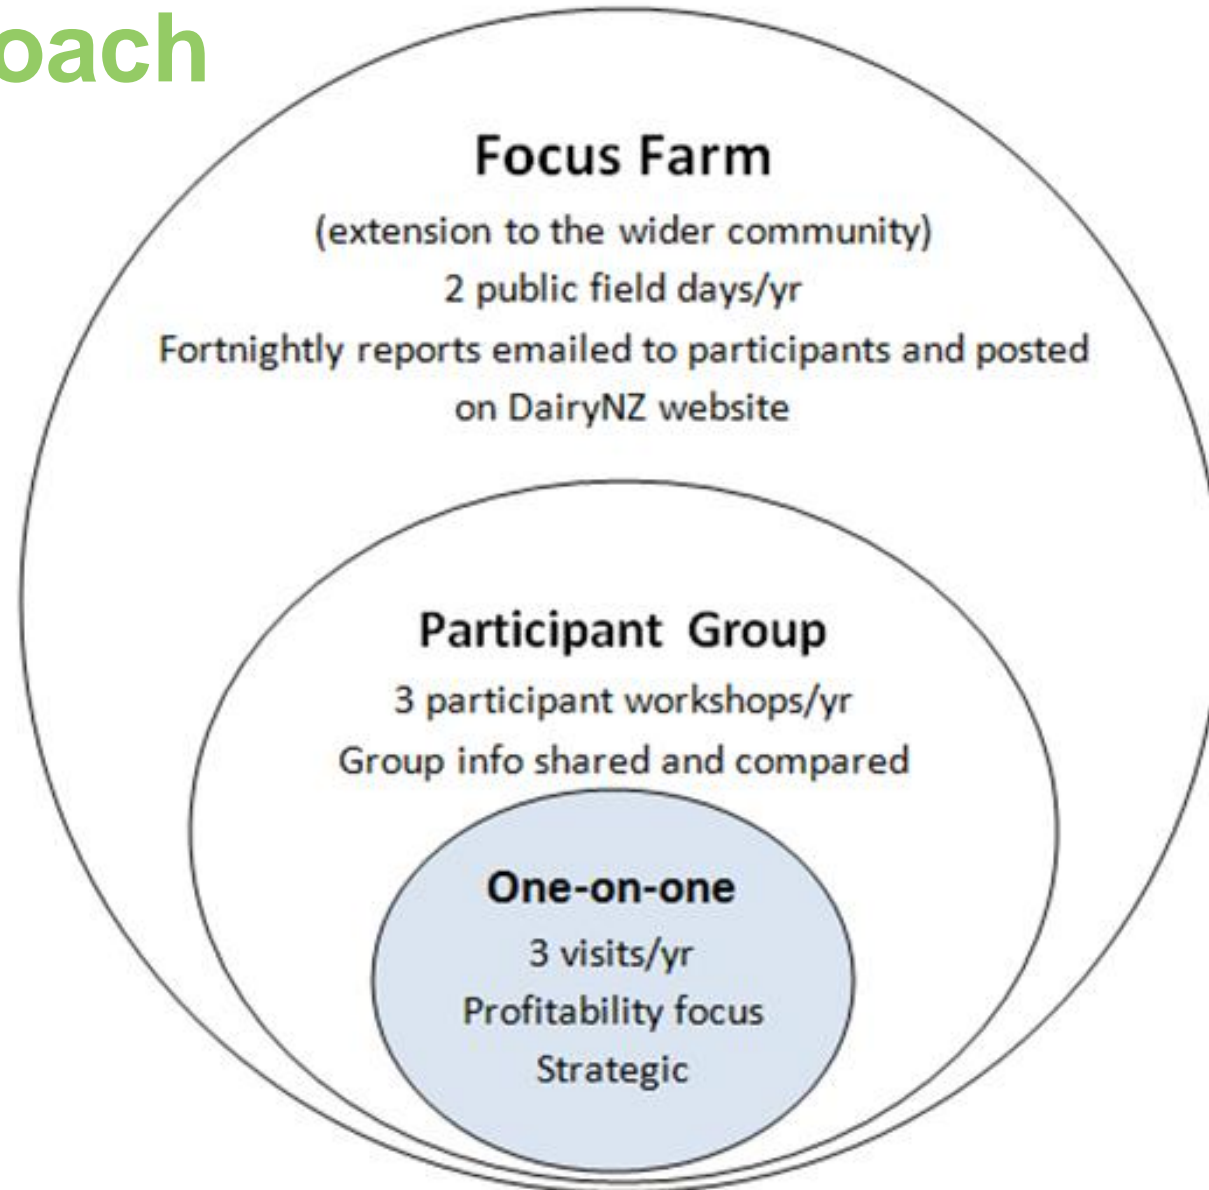 oach
Focus Farm
(extension to the wider community)
2 public field days/yr
Fortnightly reports emailed to participants and posted
on DairyNZ website
Participant Group
3 participant workshops/yr
Group info shared and compared
One-on-one
3 visits/yr
Profitability focus
Strategic